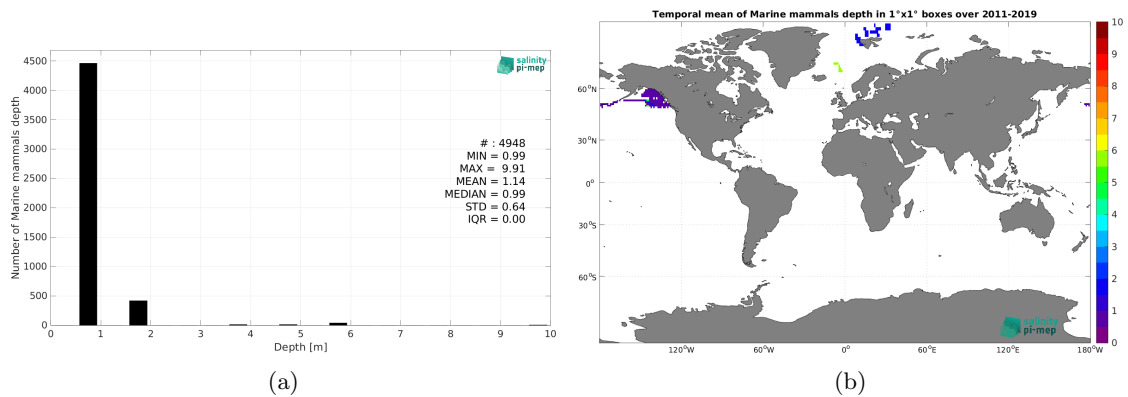 Number of Marine mammals depth
4500
4000
3500
3000
2500
2000
1500
1000
500
0
salinity
pi-mep
# : 4948
MIN = 0.99
MAX = 9.91
MEAN = 1.14
MEDIAN = 0.99
STD = 0.64
IQR = 0.00
0 1 2 3 4 5 6 7 8 9 10
Depth [m]
(a)
Temporal mean of Marine mammals depth in 1°x1° boxes over 2011-2019
60°N
30°N
0°
30°S
60°S
120°W 60°W 0° 60°E 120°E 180°W
salinity
pi-mep
10
9
8
7
6
5
4
3
2
1
0
(b)